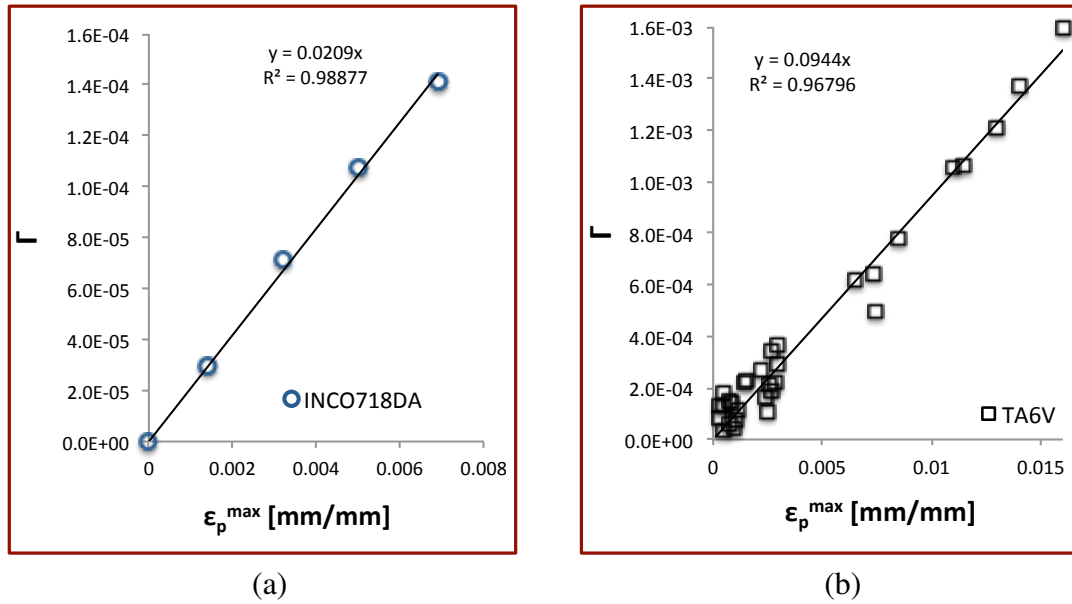 1.6E-04
1.4E-04
1.2E-04
1.0E-04
8.0E-05
6.0E-05
4.0E-05
2.0E-05
0.0E+00
y = 0.0209x
R² = 0.98877
Γ
INCO718DA
0 0.002 0.004 0.006 0.008
εp^max [mm/mm]
(a)
1.6E-03
1.4E-03
1.2E-03
1.0E-03
8.0E-04
6.0E-04
4.0E-04
2.0E-04
0.0E+00
y = 0.0944x
R² = 0.96796
Γ
TA6V
0 0.005 0.01 0.015
εp^max [mm/mm]
(b)